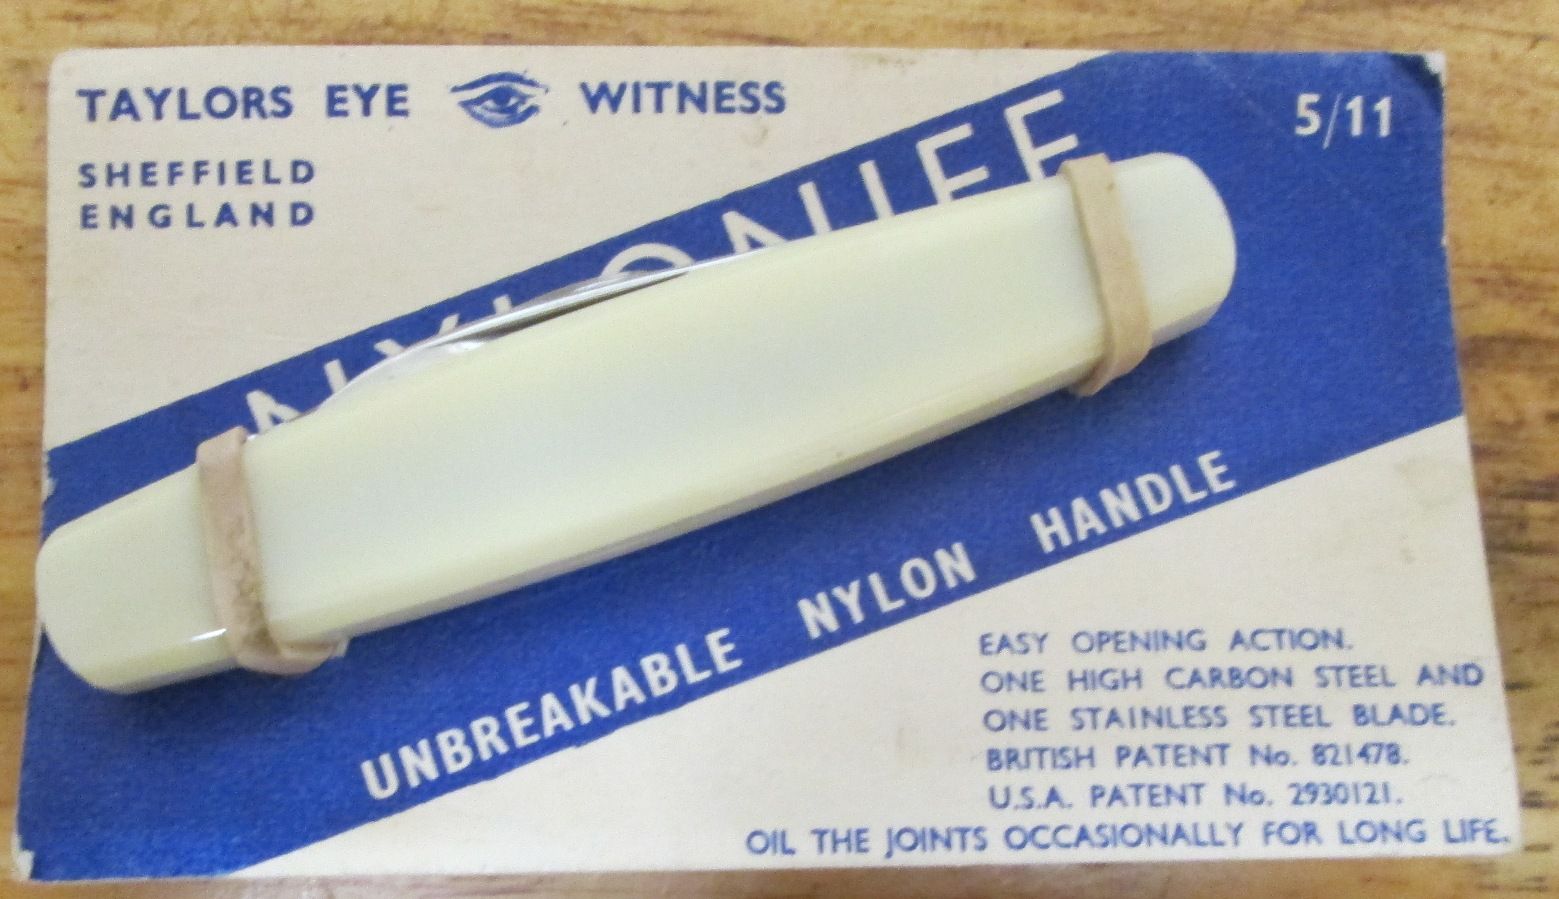 TAYLORS EYE WITNESS
SHEFFIELD
ENGLAND
5/11
UNBREAKABLE NYLON HANDLE
EASY OPENING ACTION.
ONE HIGH CARBON STEEL AND
ONE STAINLESS STEEL BLADE.
BRITISH PATENT No. 821478.
U.S.A. PATENT No. 2930121.
OIL THE JOINTS OCCASIONALLY FOR LONG LIFE.